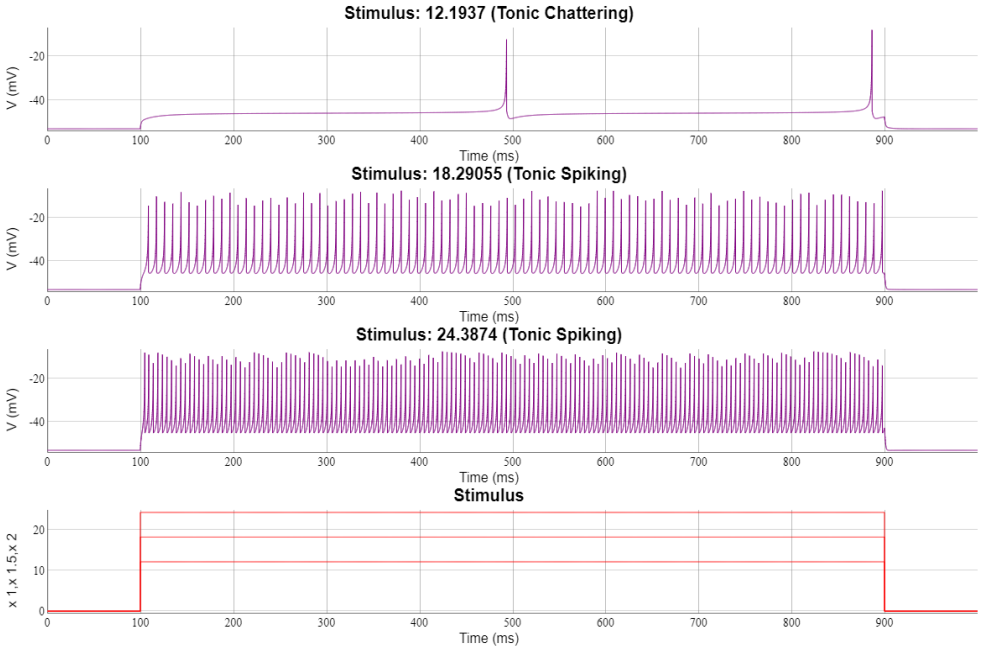 Stimulus: 12.1937 (Tonic Chattering)
-20
-40
V (mV)
0 100 200 300 400 500 600 700 800 900
Time (ms)
Stimulus: 18.29055 (Tonic Spiking)
-20
-40
V (mV)
0 100 200 300 400 500 600 700 800 900
Time (ms)
Stimulus: 24.3874 (Tonic Spiking)
-20
-40
V (mV)
0 100 200 300 400 500 600 700 800 900
Time (ms)
Stimulus
20
10
0
x 1,x 1.5,x 2
0 100 200 300 400 500 600 700 800 900
Time (ms)